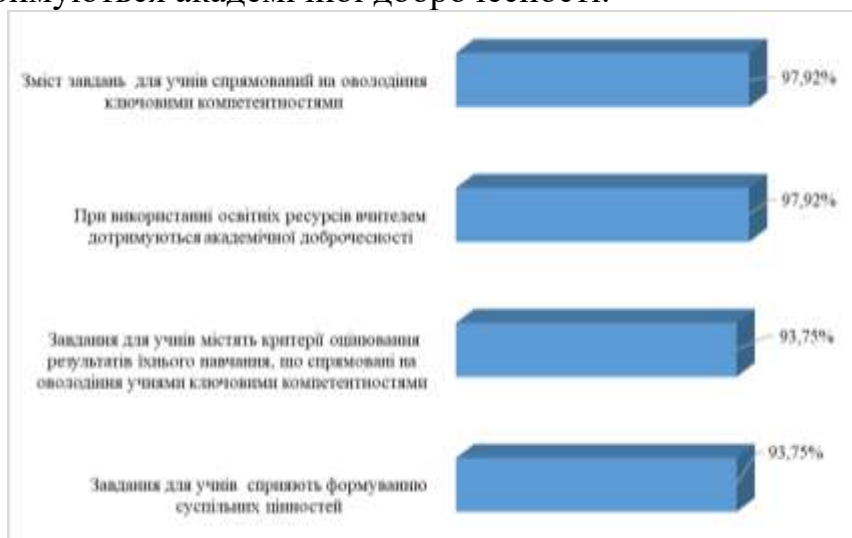 академічної доброчесності.
Зміст завдань для учнів спрямований на оволодіння
ключовими компетентностями
97,92%
При використанні освітніх ресурсів вчителем
дотримуються академічної доброчесності
97,92%
Завдання для учнів містять критерії оцінювання
результатів їхнього навчання, що спрямовані на
оволодіння учнями ключовими компетентностями
93,75%
Завдання для учнів сприяють формуванню
суспільних цінностей
93,75%